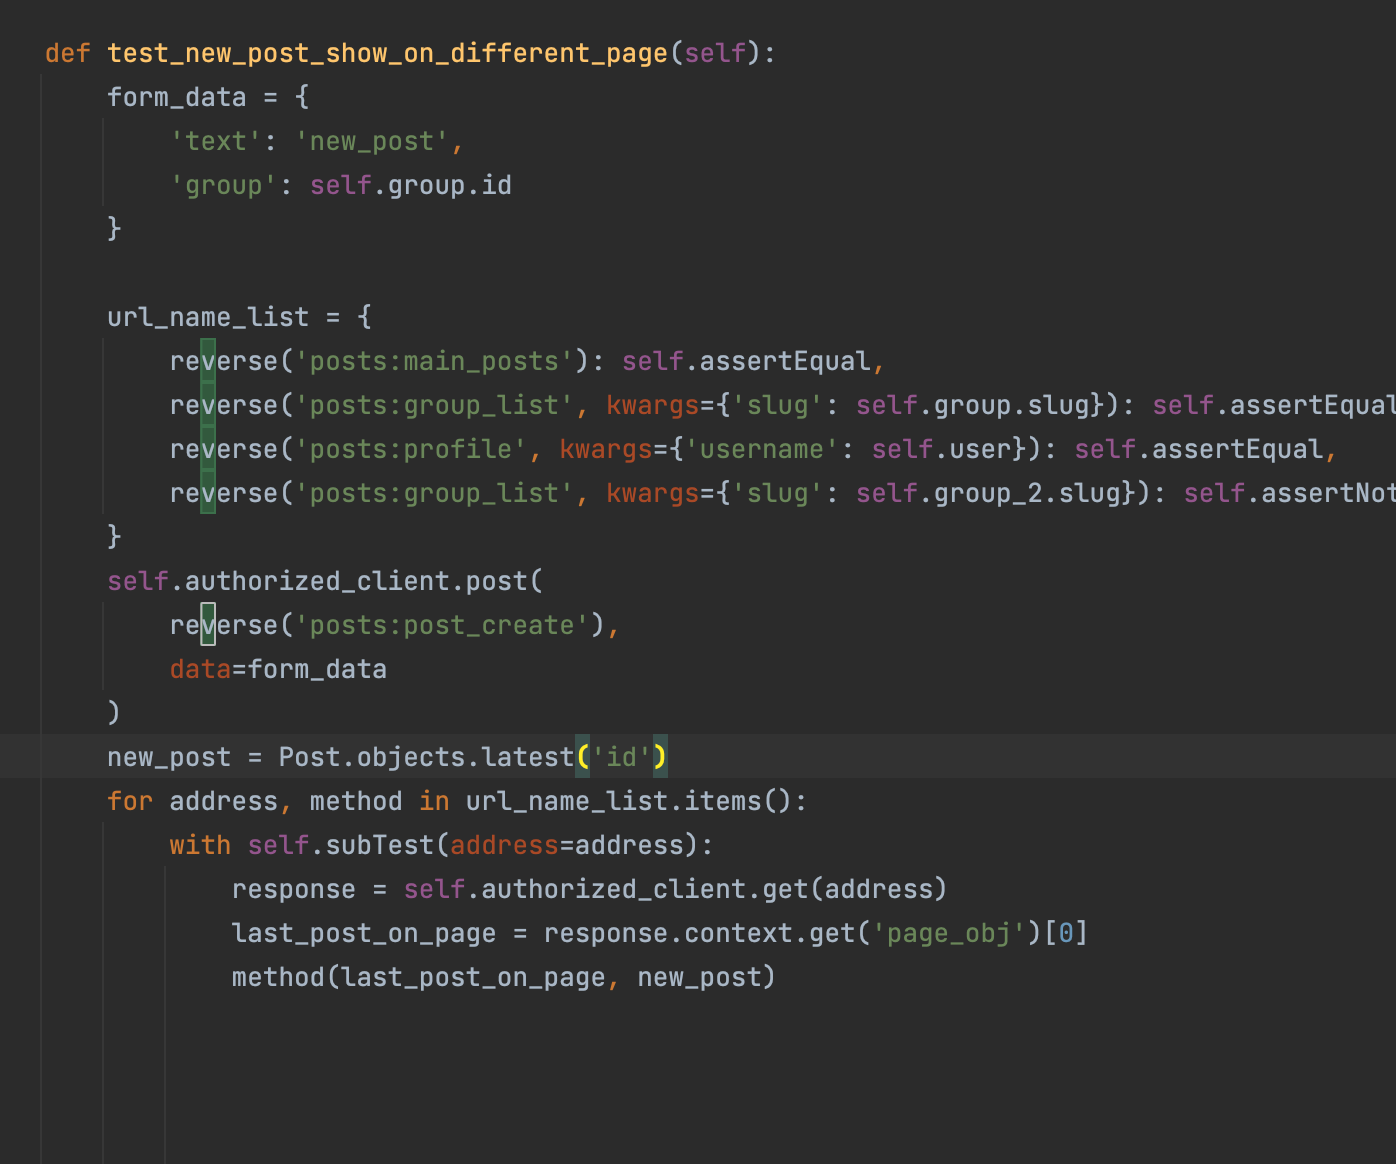 def test_new_post_show_on_different_page(self):
form_data = {
'text': 'new_post',
'group': self.group.id
}
url_name_list = {
reverse('posts:main_posts'): self.assertEqual,
reverse('posts:group_list', kwargs={'slug': self.group.slug}): self.assertEqual
reverse('posts:profile', kwargs={'username': self.user}): self.assertEqual,
reverse('posts:group_list', kwargs={'slug': self.group_2.slug}): self.assertNot
}
self.authorized_client.post(
reverse('posts:post_create'),
data=form_data
)
new_post = Post.objects.latest('id')
for address, method in url_name_list.items():
with self.subTest(address=address):
response = self.authorized_client.get(address)
last_post_on_page = response.context.get('page_obj')[0]
method(last_post_on_page, new_post)